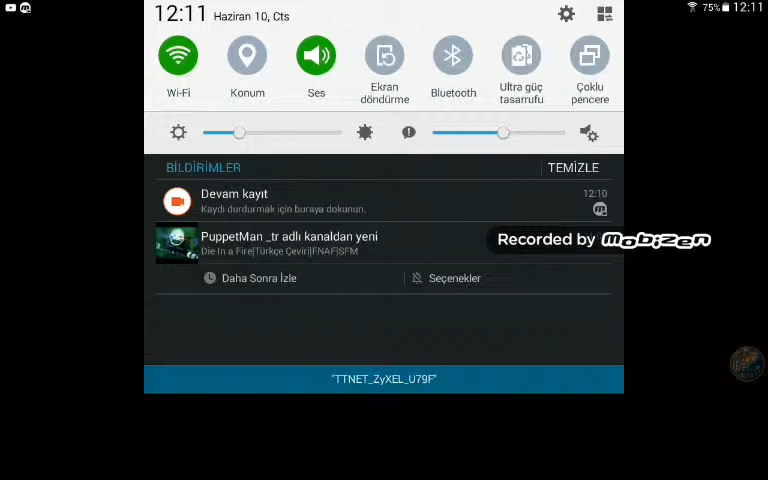 75% 12:11
12:11 Haziran 10, Cts
Wi-Fi
Konum
Ses
Ekran
döndürme
Bluetooth
Ultra güç
tasarrufu
Çoklu
pencere
BİLDİRİMLER
TEMİZLE
Devam kayıt
12:10
Kaydı durdurmak için buraya dokunun.
PuppetMan _tr adlı kanaldan yeni
Die In a Fire|Türkçe Çeviri|FNAF|SFM
Recorded by mobizen
Daha Sonra İzle
Seçenekler
"TTNET_ZyXEL_U79F"